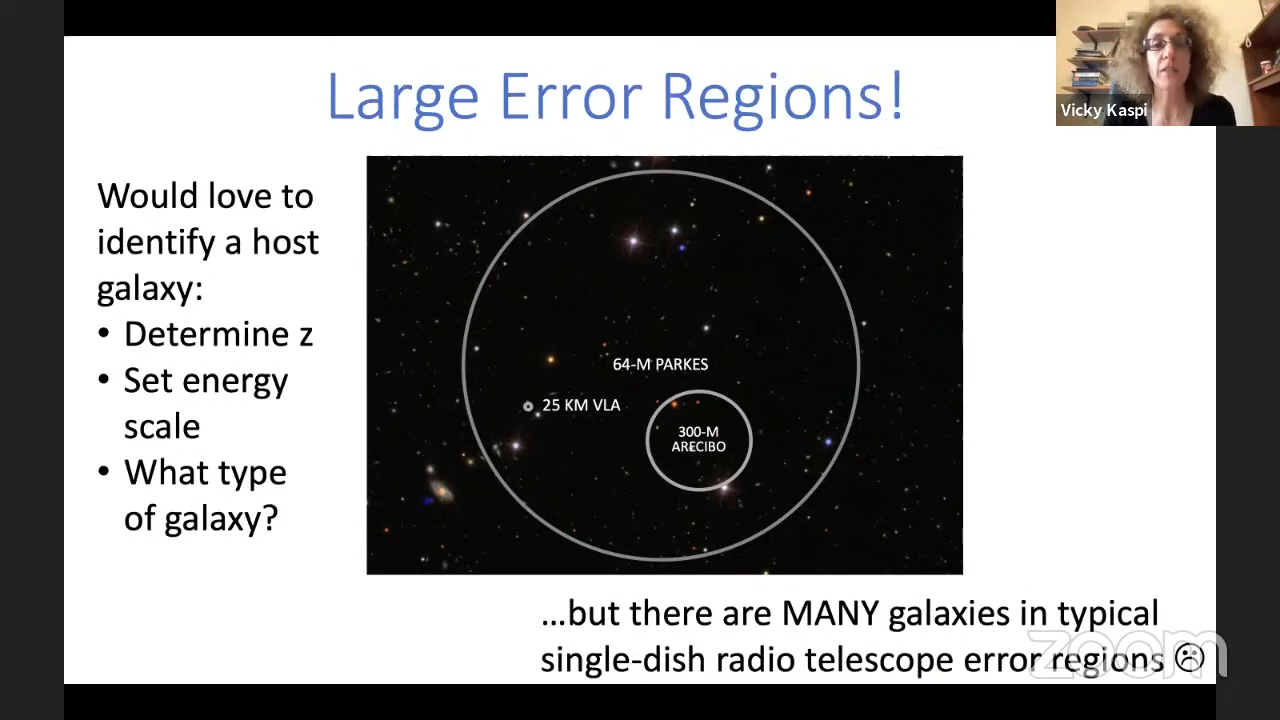 Large Error Regions!
Vicky Kaspi
Would love to
identify a host
galaxy:
• Determine z
• Set energy
scale
• What type
of galaxy?
64-M PARKES
25 KM VLA
300-M
ARECIBO
...but there are MANY galaxies in typical
single-dish radio telescope error regions ☹
zoom